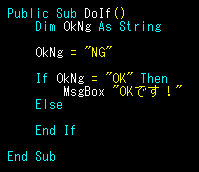 Public Sub DoIf()
    Dim OkNg As String

    OkNg = "NG"

    If OkNg = "OK" Then
        MsgBox "OKです！"
    Else

    End If

End Sub